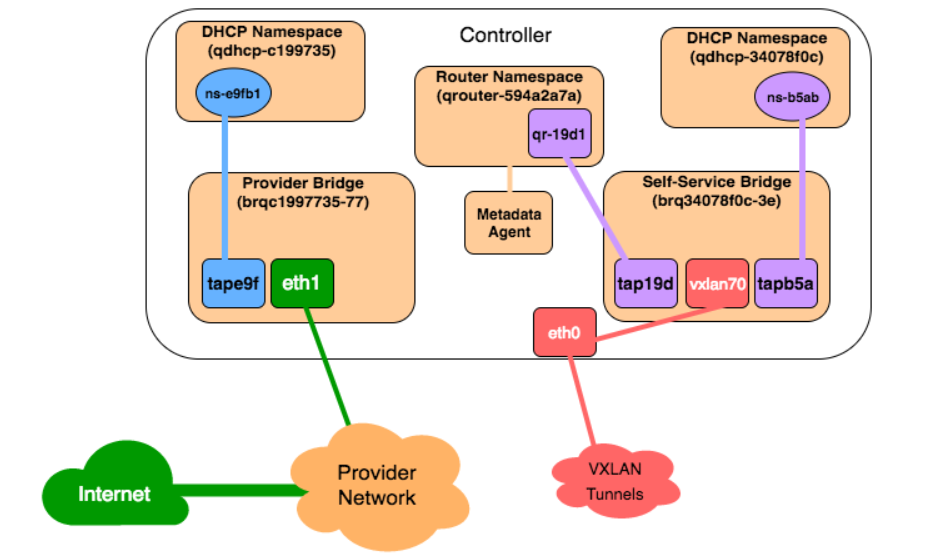 Controller
DHCP Namespace
(qdhcp-c199735)
ns-e9fb1
Router Namespace
(qrouter-594a2a7a)
qr-19d1
DHCP Namespace
(qdhcp-34078f0c)
ns-b5ab
Provider Bridge
(brqc1997735-77)
tape9f
eth1
Metadata
Agent
Self-Service Bridge
(brq34078f0c-3e)
tap19d
vxlan70
tapb5a
eth0
Internet
Provider
Network
VXLAN
Tunnels